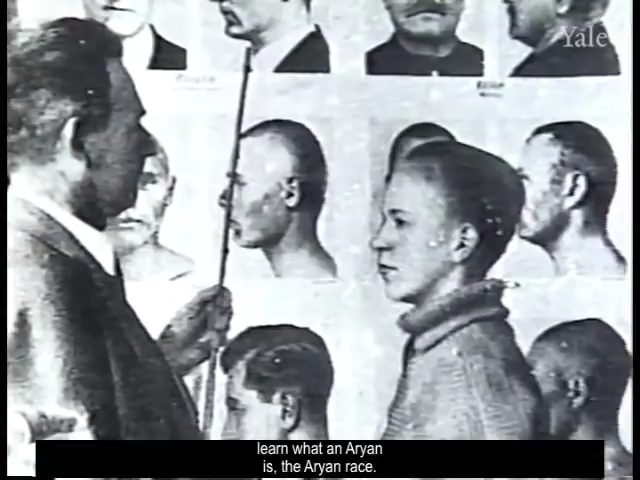 Yale
learn what an Aryan
is, the Aryan race.